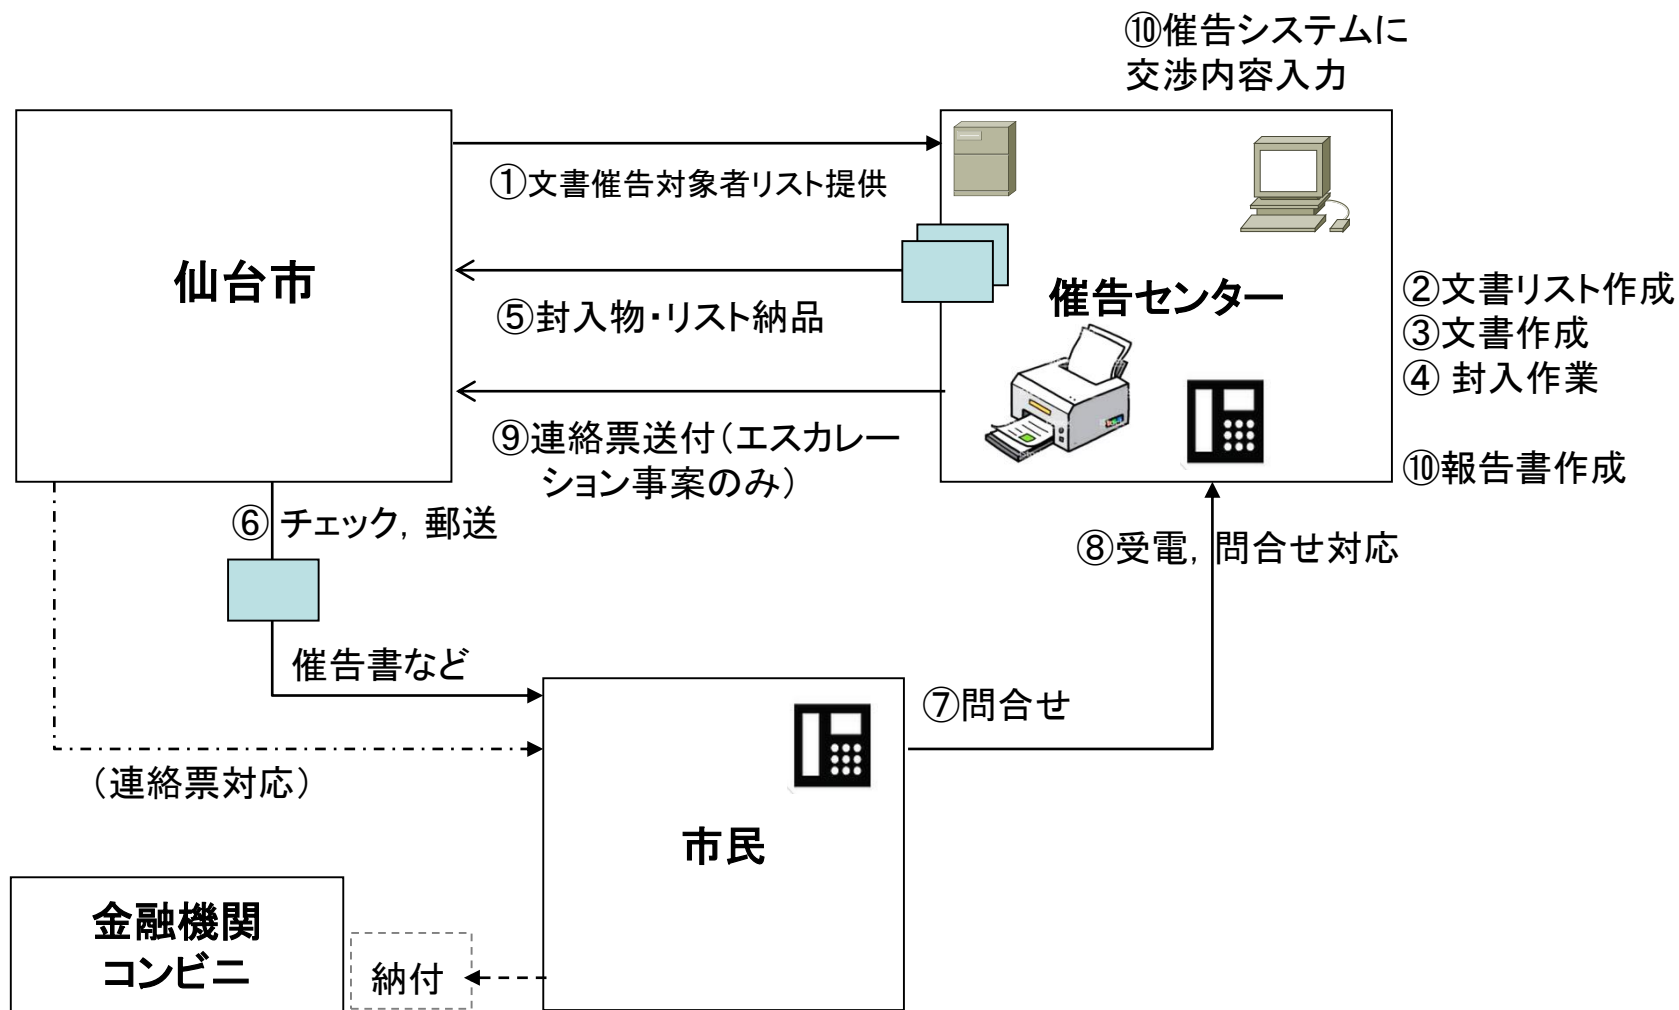 ⑩催告システムに
交渉内容入力
①文書催告対象者リスト提供
仙台市
催告センター
②文書リスト作成
③文書作成
④ 封入作業
⑤封入物・リスト納品
⑨連絡票送付（エスカレー
ション事案のみ）
⑩報告書作成
⑥ チェック，郵送
⑧受電，問合せ対応
催告書など
⑦問合せ
（連絡票対応）
市民
金融機関
コンビニ
納付